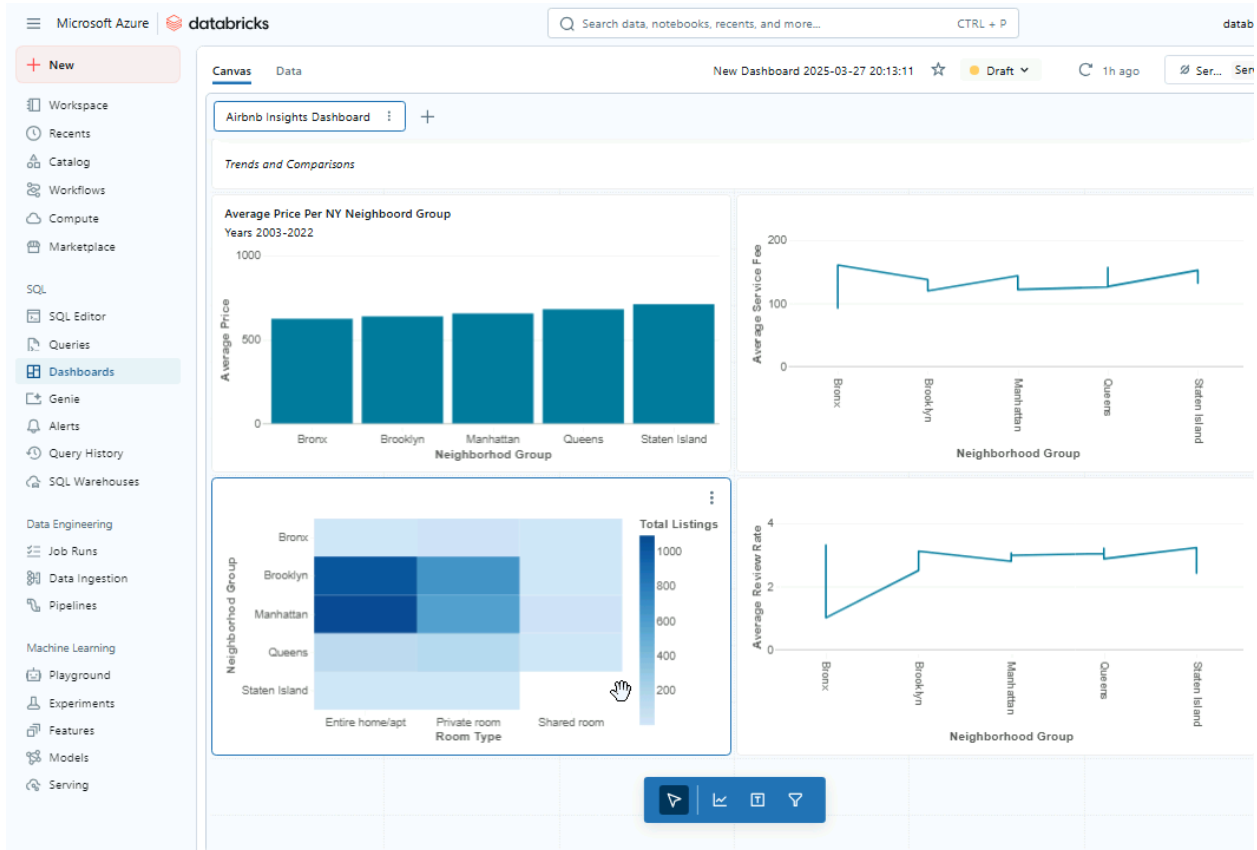 Microsoft Azure databricks
Search data, notebooks, recents, and more... CTRL + P
datab
New
Workspace
Recents
Catalog
Workflows
Compute
Marketplace
SQL
SQL Editor
Queries
Dashboards
Genie
Alerts
Query History
SQL Warehouses
Data Engineering
Job Runs
Data Ingestion
Pipelines
Machine Learning
Playground
Experiments
Features
Models
Serving
Canvas Data
New Dashboard 2025-03-27 20:13:11 Draft 1h ago Ser... Serv
Airbnb Insights Dashboard
Trends and Comparisons
Average Price Per NY Neighboord Group
Years 2003-2022
Average Price
1000
500
0
Bronx Brooklyn Manhattan Queens Staten Island
Neighborhod Group
Average Service Fee
200
100
0
Bronx Brooklyn Manhattan Queens Staten Island
Neighborhood Group
Neighborhod Group
Bronx
Brooklyn
Manhattan
Queens
Staten Island
Entire home/apt Private room Shared room
Room Type
Total Listings
1000
800
600
400
200
Average Review Rate
4
2
0
Bronx Brooklyn Manhattan Queens Staten Island
Neighborhood Group